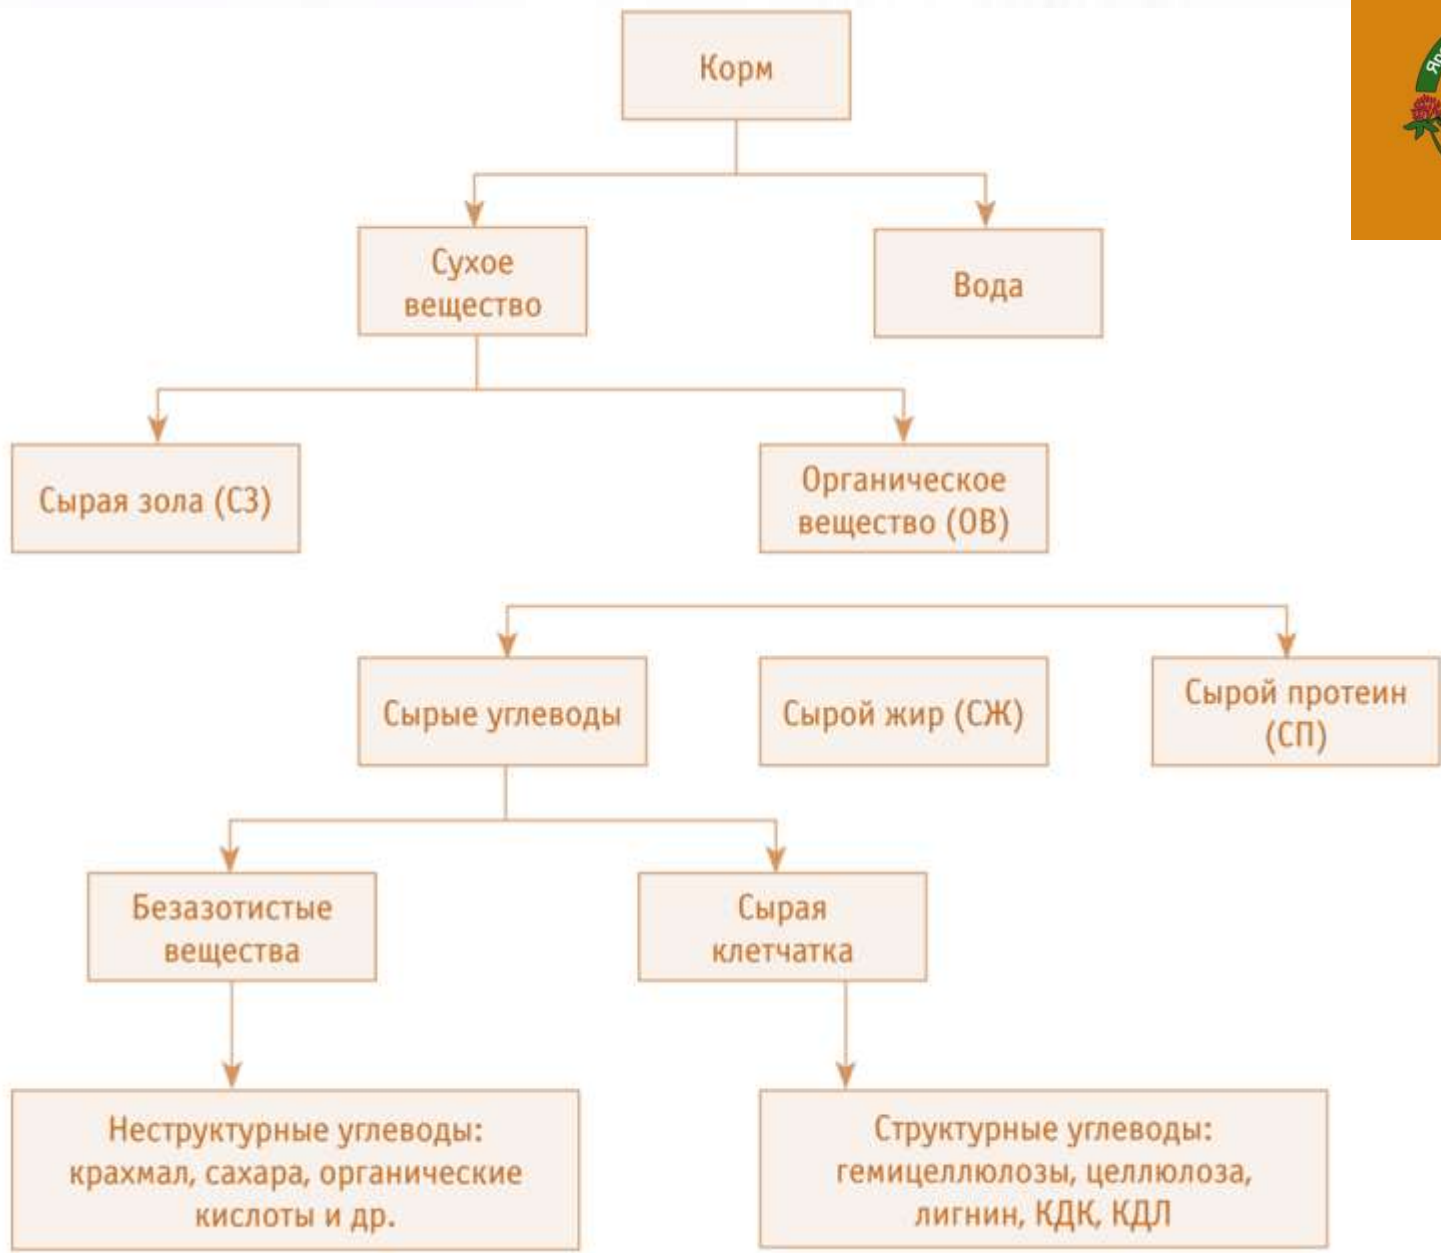 Корм
Сухое
вещество
Вода
Сырая зола (СЗ)
Органическое
вещество (ОВ)
Сырые углеводы
Сырой жир (СЖ)
Сырой протеин
(СП)
Безазотистые
вещества
Сырая
клетчатка
Неструктурные углеводы:
крахмал, сахара, органические
кислоты и др.
Структурные углеводы:
гемицеллюлозы, целлюлоза,
лигнин, КДК, КДЛ